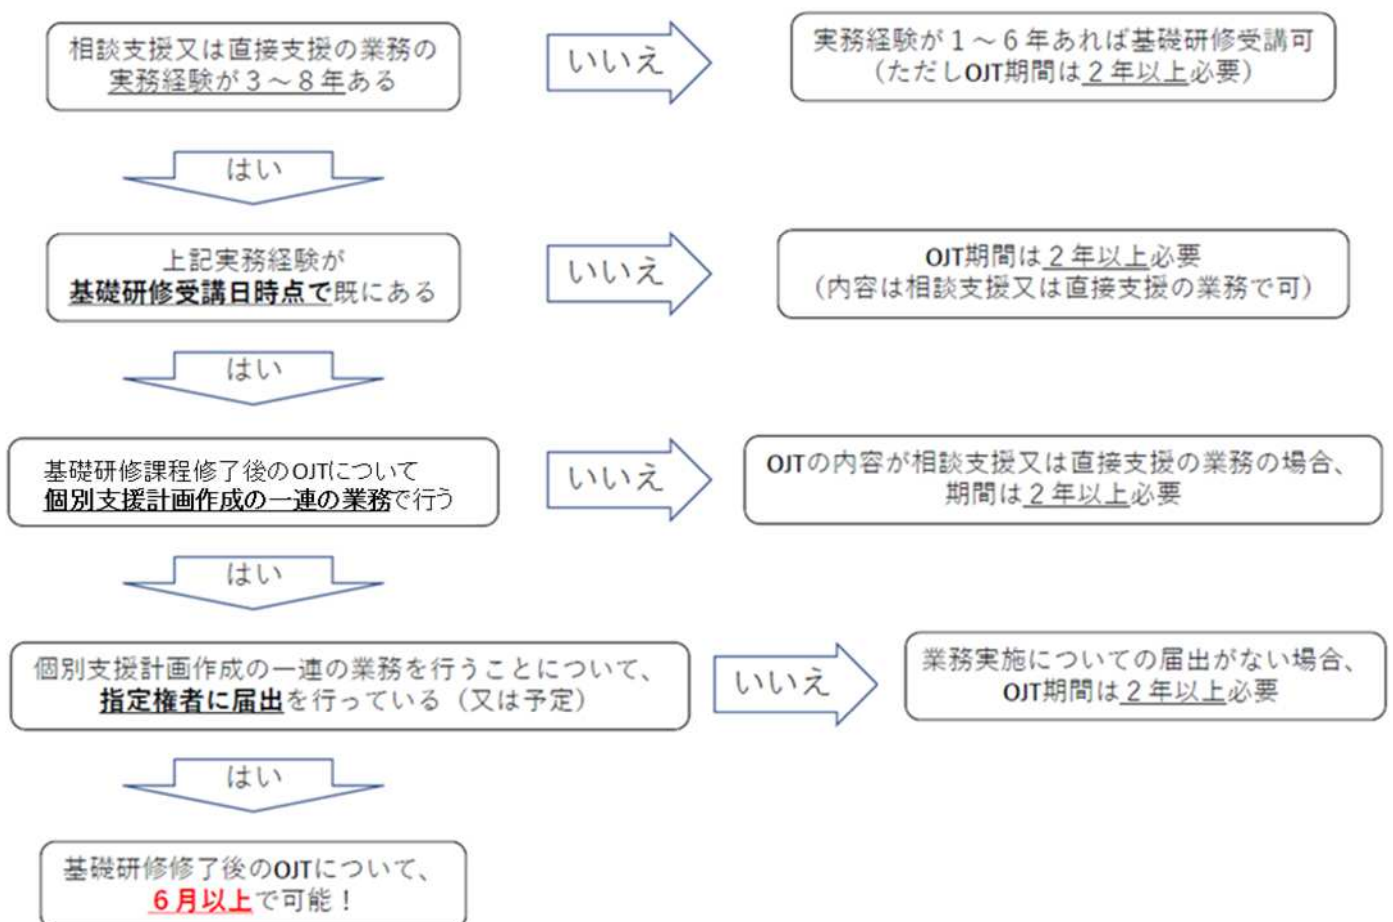 相談支援又は直接支援の業務の
実務経験が3～8年ある
いいえ
実務経験が1～6年あれば基礎研修受講可
(ただしOJT期間は2年以上必要)
はい
上記実務経験が
基礎研修受講日時点で既にある
いいえ
OJT期間は2年以上必要
(内容は相談支援又は直接支援の業務で可)
はい
基礎研修課程修了後のOJTについて
個別支援計画作成の一連の業務で行う
いいえ
OJTの内容が相談支援又は直接支援の業務の場合、
期間は2年以上必要
はい
個別支援計画作成の一連の業務を行うことについて、
指定権者に届出を行っている(又は予定)
いいえ
業務実施についての届出がない場合、
OJT期間は2年以上必要
はい
基礎研修修了後のOJTについて、
6月以上で可能!